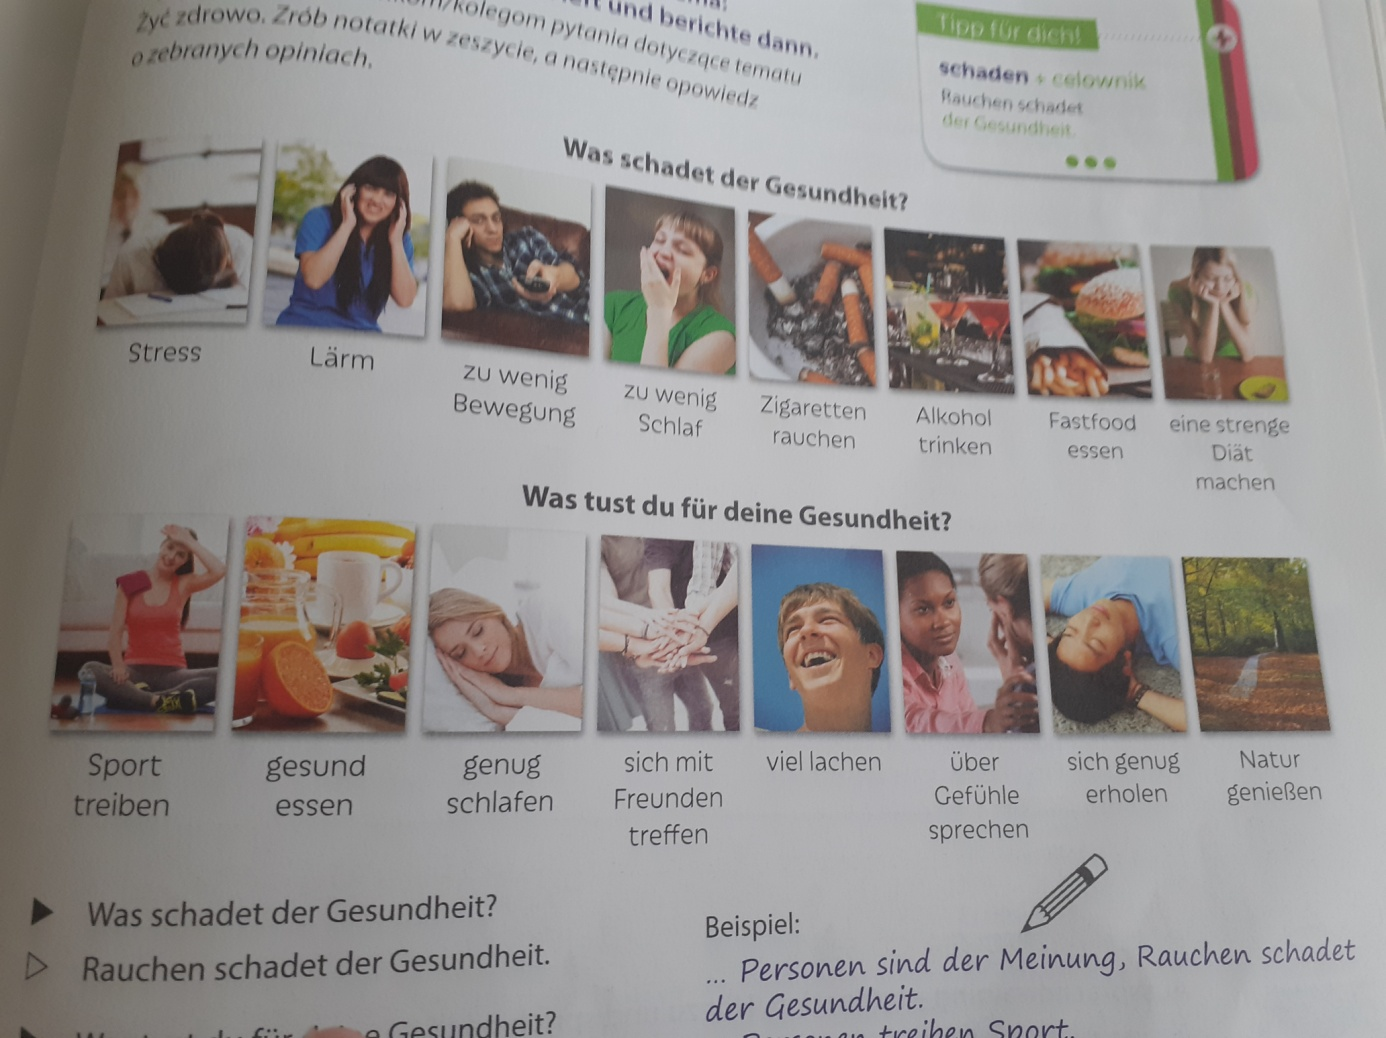 und berichte dann.
żyć zdrowo. Zrób notatki w zeszycie, a następnie opowiedz
/kolegom pytania dotyczące tematu
o zebranych opiniach.
Tipp für dich!
schaden + celownik
Rauchen schadet
der Gesundheit.
Was schadet der Gesundheit?
Stress
Lärm
zu wenig
Bewegung
zu wenig
Schlaf
Zigaretten
rauchen
Alkohol
trinken
Fastfood
essen
eine strenge
Diät
machen
Was tust du für deine Gesundheit?
Sport
treiben
gesund
essen
genug
schlafen
sich mit
Freunden
treffen
viel lachen
über
Gefühle
sprechen
sich genug
erholen
Natur
genießen
Was schadet der Gesundheit?
Rauchen schadet der Gesundheit.
für Gesundheit?
Beispiel:
... Personen sind der Meinung, Rauchen schadet
der Gesundheit.
treiben Sport.